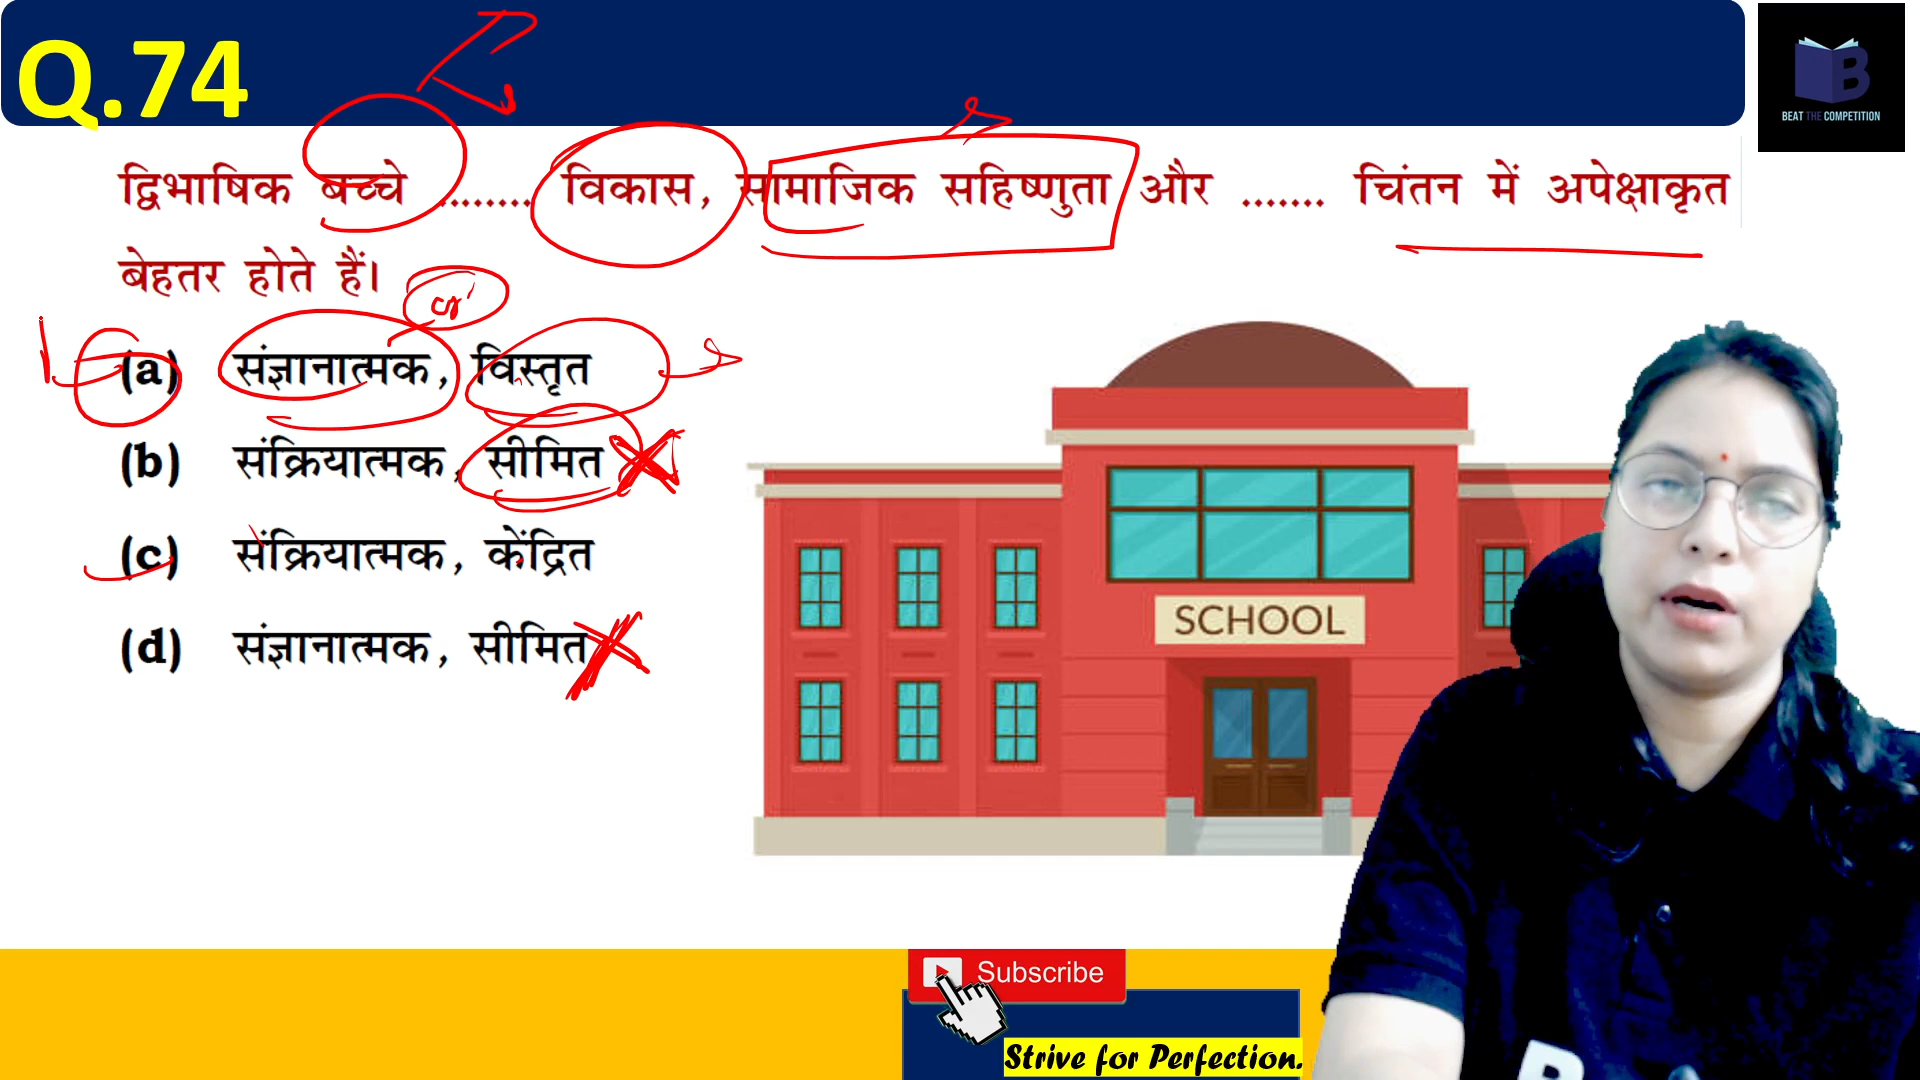 Q.74
BEAT THE COMPETITION
द्विभाषिक बच्चे ........ विकास, सामाजिक सहिष्णुता और ....... चिंतन में अपेक्षाकृत
बेहतर होते हैं।
(a) संज्ञानात्मक, विस्तृत
(b) संक्रियात्मक, सीमित
(c) संक्रियात्मक, केंद्रित
(d) संज्ञानात्मक, सीमित
SCHOOL
Subscribe
Strive for Perfection.